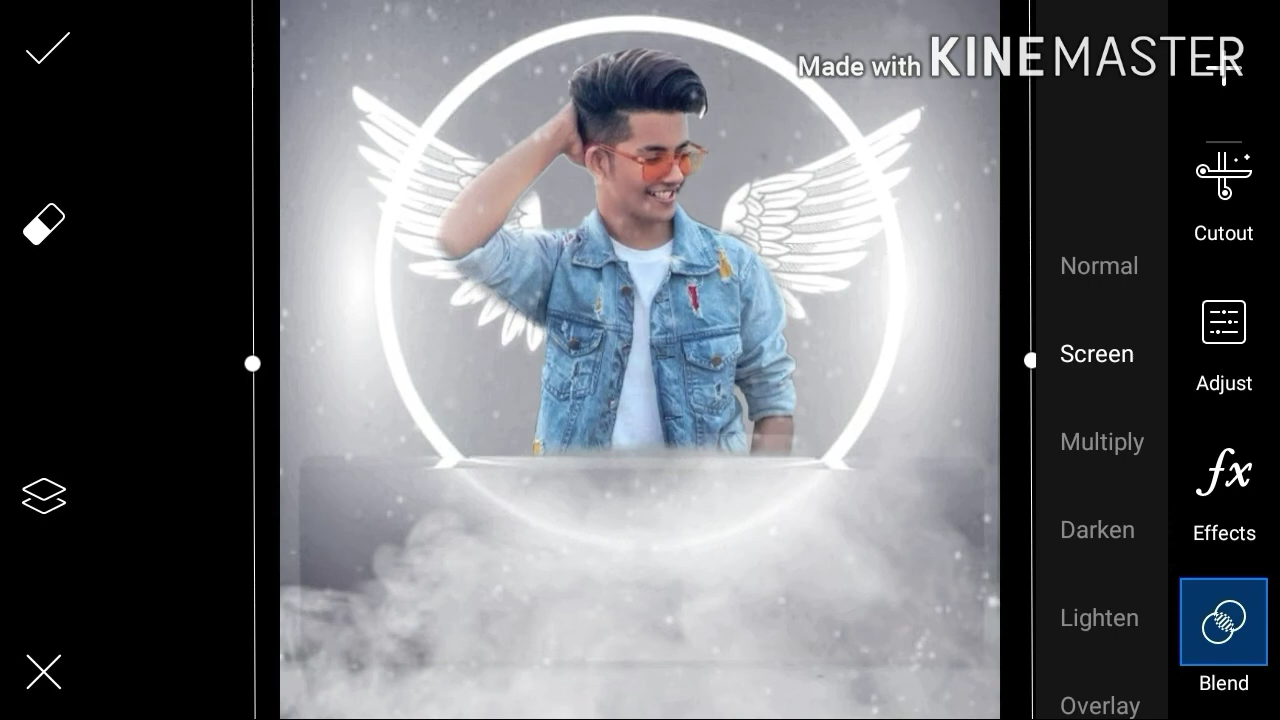 Made with KINEMASTER
Cutout
Normal
Screen
Adjust
Multiply
fx
Darken
Effects
Lighten
Blend
Overlay